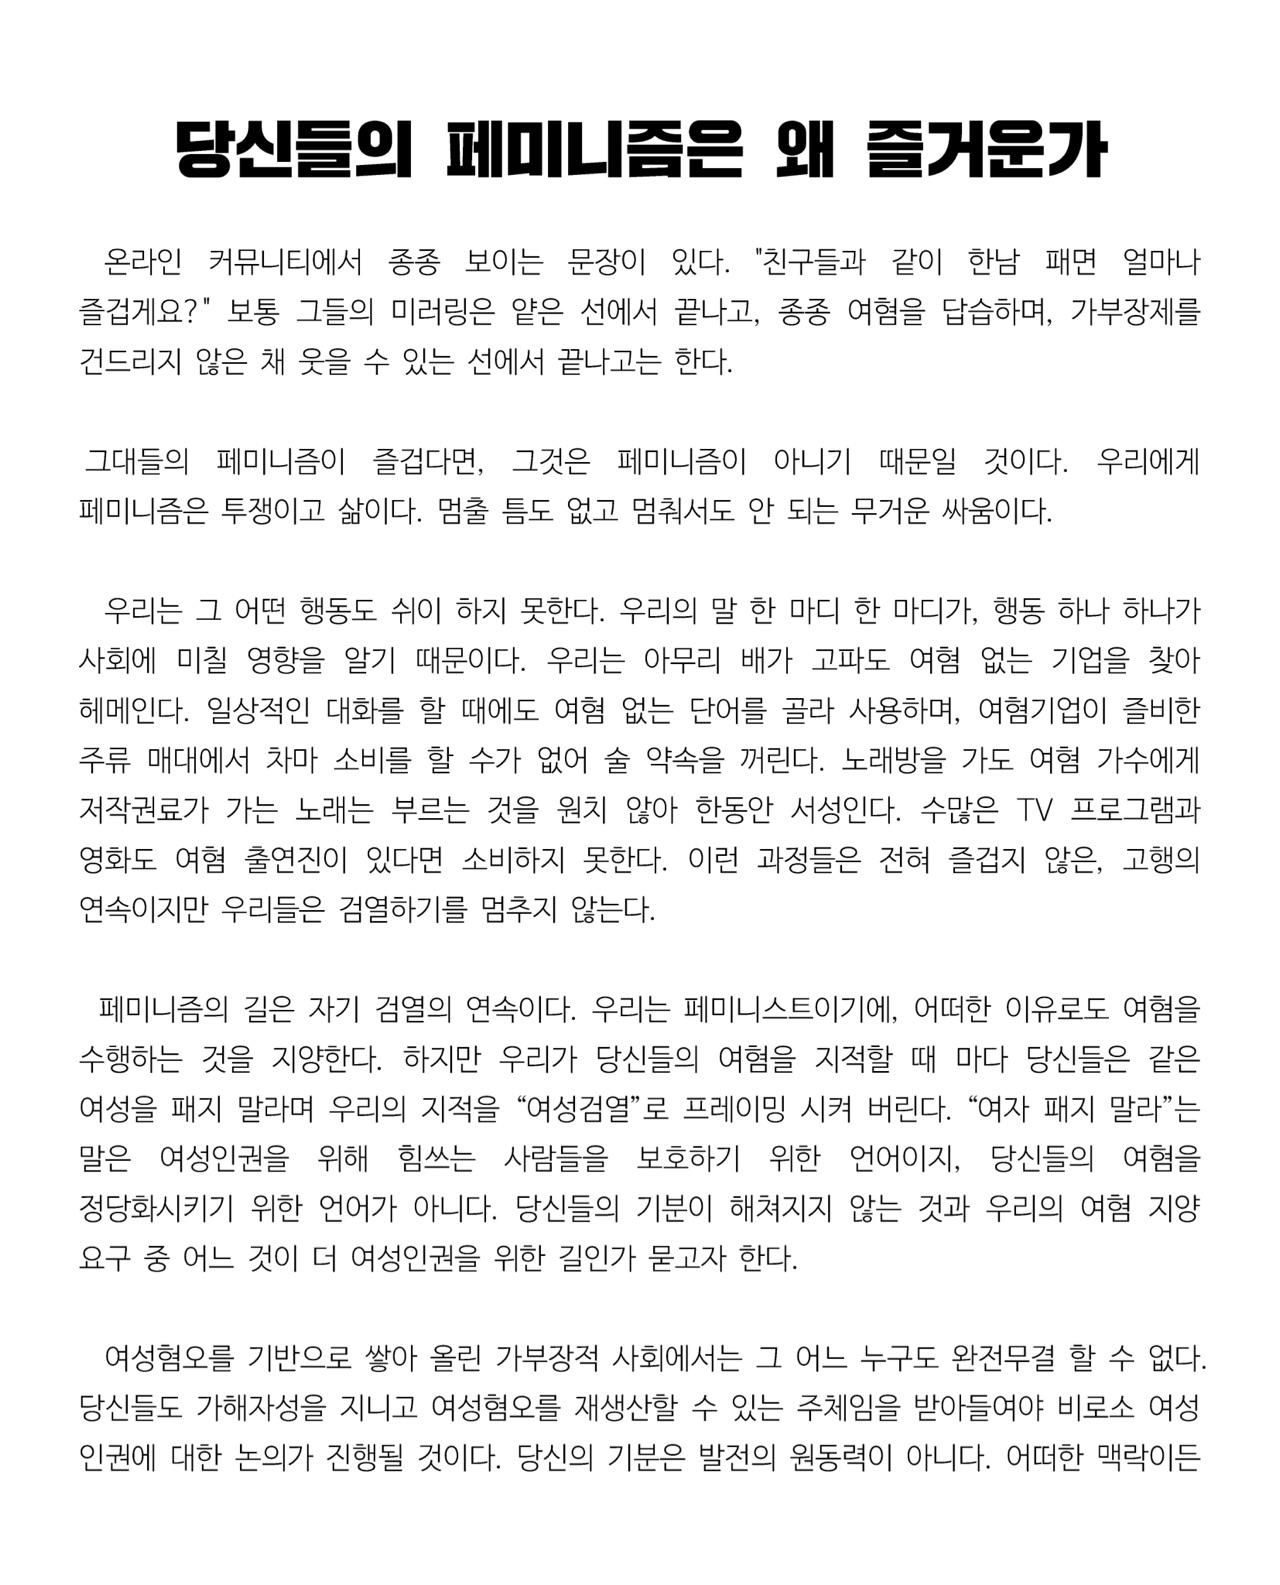 당신들의 페미니즘은 왜 즐거운가
온라인 커뮤니티에서 종종 보이는 문장이 있다. "친구들과 같이 한남 패면 얼마나
즐겁게요?" 보통 그들의 미러링은 얕은 선에서 끝나고, 종종 여혐을 답습하며, 가부장제를
건드리지 않은 채 웃을 수 있는 선에서 끝나고는 한다.
그대들의 페미니즘이 즐겁다면, 그것은 페미니즘이 아니기 때문일 것이다. 우리에게
페미니즘은 투쟁이고 삶이다. 멈출 틈도 없고 멈춰서도 안 되는 무거운 싸움이다.
우리는 그 어떤 행동도 쉬이 하지 못한다. 우리의 말 한 마디 한 마디가, 행동 하나 하나가
사회에 미칠 영향을 알기 때문이다. 우리는 아무리 배가 고파도 여혐 없는 기업을 찾아
헤메인다. 일상적인 대화를 할 때에도 여혐 없는 단어를 골라 사용하며, 여혐기업이 즐비한
주류 매대에서 차마 소비를 할 수가 없어 술 약속을 꺼린다. 노래방을 가도 여혐 가수에게
저작권료가 가는 노래는 부르는 것을 원치 않아 한동안 서성인다. 수많은 TV 프로그램과
영화도 여혐 출연진이 있다면 소비하지 못한다. 이런 과정들은 전혀 즐겁지 않은, 고행의
연속이지만 우리들은 검열하기를 멈추지 않는다.
페미니즘의 길은 자기 검열의 연속이다. 우리는 페미니스트이기에, 어떠한 이유로도 여혐을
수행하는 것을 지양한다. 하지만 우리가 당신들의 여혐을 지적할 때 마다 당신들은 같은
여성을 패지 말라며 우리의 지적을 “여성검열”로 프레이밍 시켜 버린다. “여자 패지 말라”는
말은 여성인권을 위해 힘쓰는 사람들을 보호하기 위한 언어이지, 당신들의 여혐을
정당화시키기 위한 언어가 아니다. 당신들의 기분이 해쳐지지 않는 것과 우리의 여혐 지양
요구 중 어느 것이 더 여성인권을 위한 길인가 묻고자 한다.
여성혐오를 기반으로 쌓아 올린 가부장적 사회에서는 그 어느 누구도 완전무결 할 수 없다.
당신들도 가해자성을 지니고 여성혐오를 재생산할 수 있는 주체임을 받아들여야 비로소 여성
인권에 대한 논의가 진행될 것이다. 당신의 기분은 발전의 원동력이 아니다. 어떠한 맥락이든